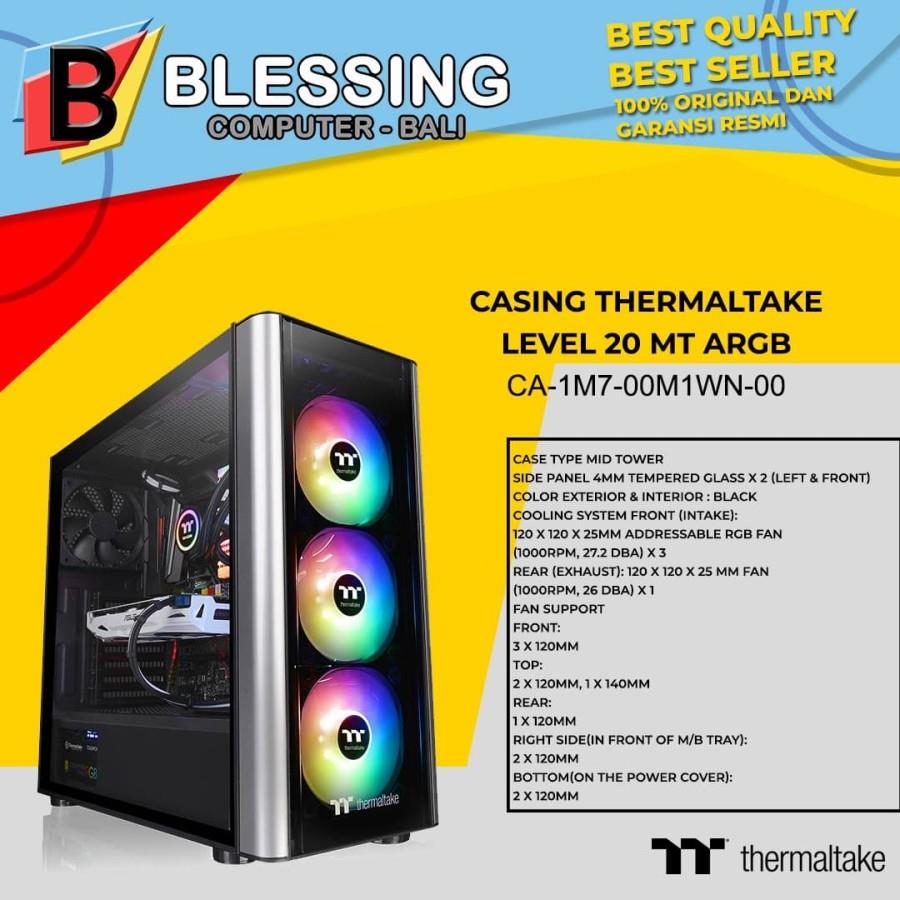 B
BLESSING
COMPUTER - BALI
BEST QUALITY
BEST SELLER
100% ORIGINAL DAN
GARANSI RESMI
CASING THERMALTAKE
LEVEL 20 MT ARGB
CA-1M7-00M1WN-00
CASE TYPE MID TOWER
SIDE PANEL 4MM TEMPERED GLASS X 2 (LEFT & FRONT)
COLOR EXTERIOR & INTERIOR : BLACK
COOLING SYSTEM FRONT (INTAKE):
120 X 120 X 25MM ADDRESSABLE RGB FAN
(1000RPM, 27.2 DBA) X 3
REAR (EXHAUST): 120 X 120 X 25 MM FAN
(1000RPM, 26 DBA) X 1
FAN SUPPORT
FRONT:
3 X 120MM
TOP:
2 X 120MM, 1 X 140MM
REAR:
1 X 120MM
RIGHT SIDE(IN FRONT OF M/B TRAY):
2 X 120MM
BOTTOM(ON THE POWER COVER):
2 X 120MM
thermaltake
thermaltake
thermaltake
thermaltake
thermaltake